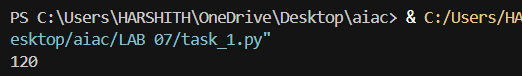 PS C:\Users\HARSHITH\OneDrive\Desktop\aiac> & C:/Users/HA
esktop/aiac/LAB 07/task_1.py"
120